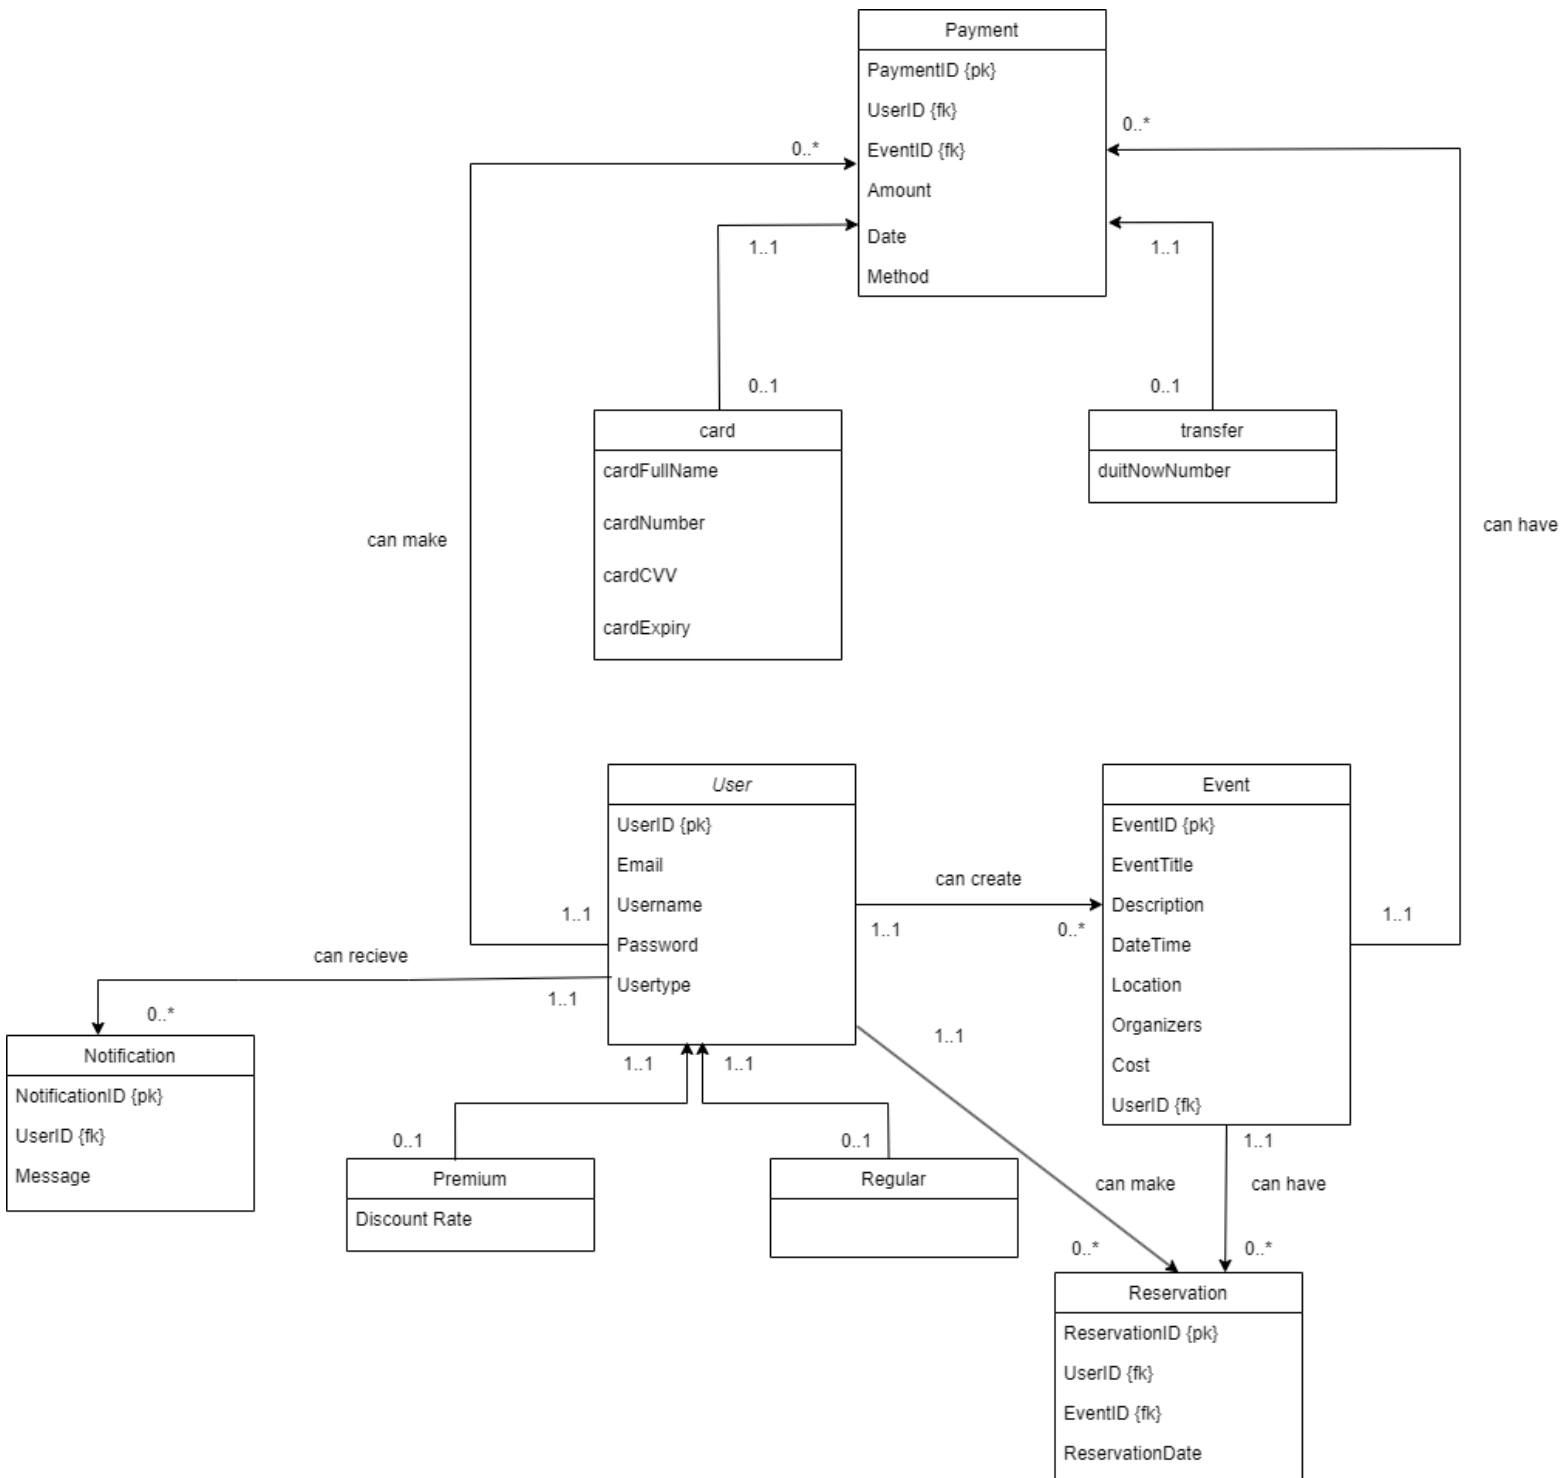 Payment
PaymentID {pk}
UserID {fk}
EventID {fk}
Amount
Date
Method
0..*
0..*
1..1
1..1
0..1
0..1
card
cardFullName
cardNumber
cardCVV
cardExpiry
transfer
duitNowNumber
can make
can have
User
UserID {pk}
Email
Username
Password
Usertype
Event
EventID {pk}
EventTitle
Description
DateTime
Location
Organizers
Cost
UserID {fk}
can create
1..1
0..*
1..1
1..1
can recieve
1..1
0..*
Notification
NotificationID {pk}
UserID {fk}
Message
1..1
1..1
0..1
0..1
Premium
Discount Rate
Regular
1..1
can make
0..*
1..1
can have
0..*
Reservation
ReservationID {pk}
UserID {fk}
EventID {fk}
ReservationDate